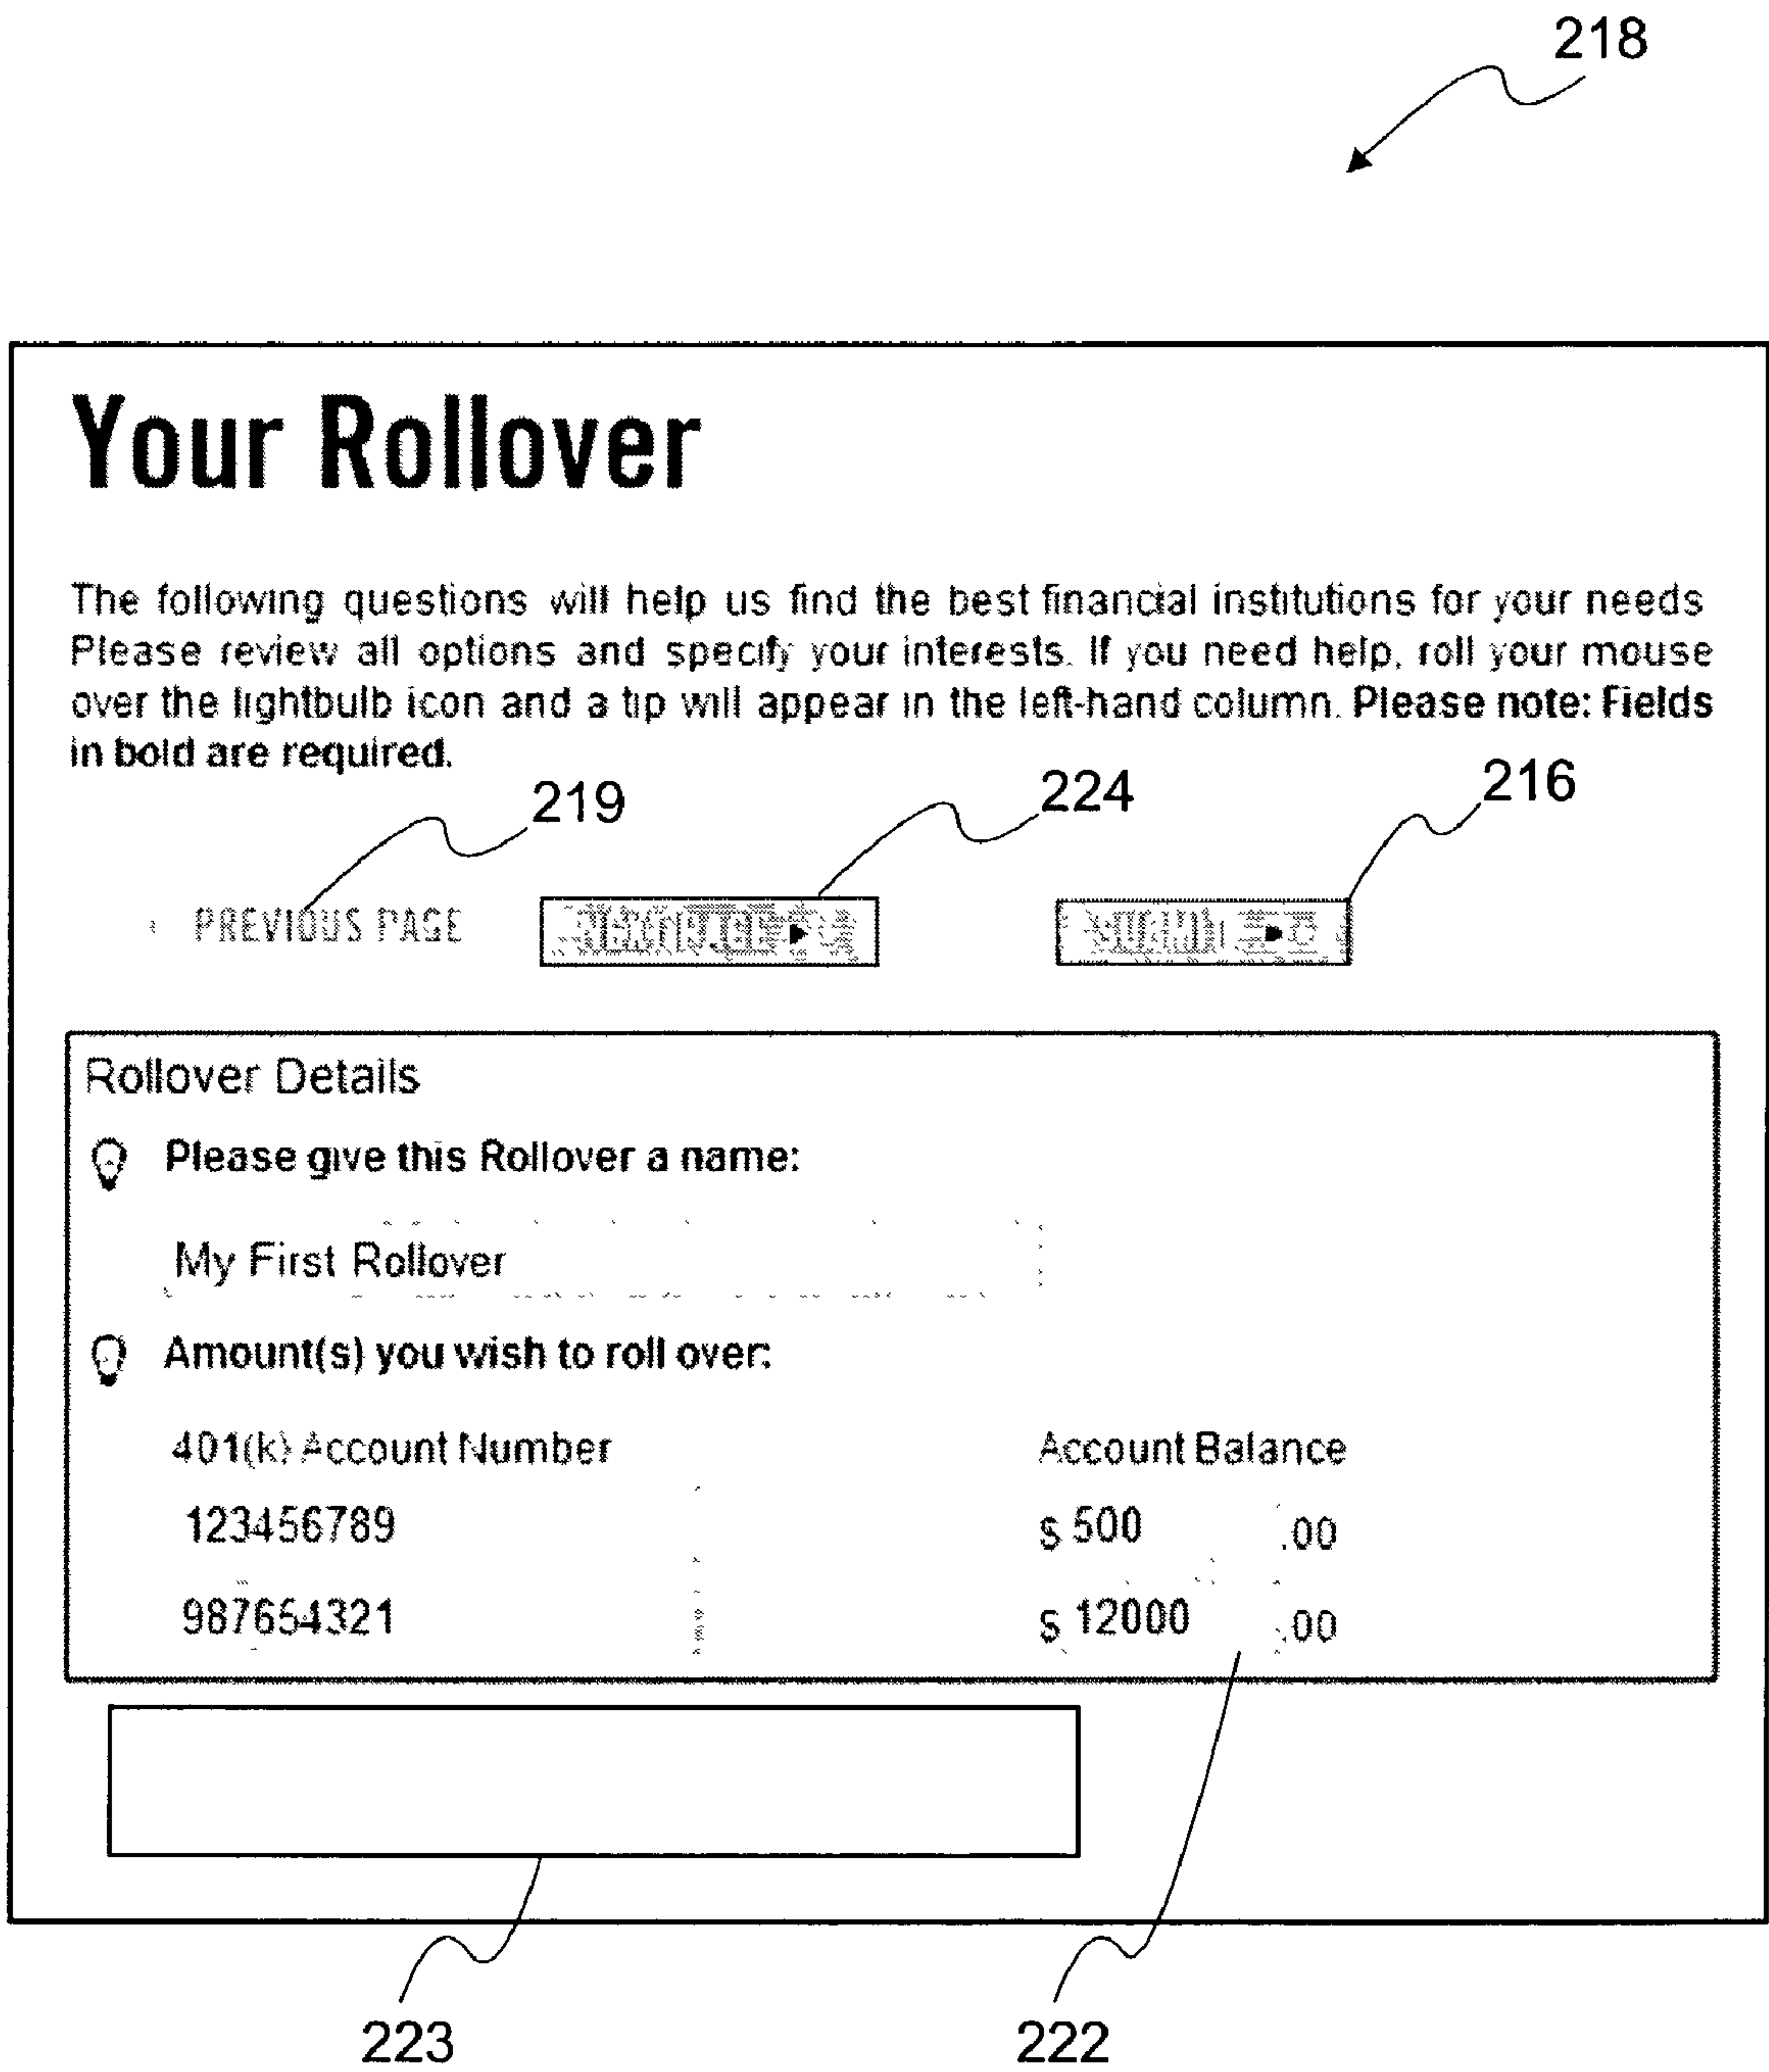 218
Your Rollover
The following questions will help us find the best financial institutions for your needs
Please review all options and specify your interests. If you need help, roll your mouse
over the lightbulb icon and a tip will appear in the left-hand column. Please note: Fields
in bold are required.
219 224 216
PREVIOUS PAGE NEXT PAGE SUBMIT
Rollover Details
Please give this Rollover a name:
My First Rollover
Amount(s) you wish to roll over:
401(k) Account Number Account Balance
123456789 $ 500 .00
987654321 $ 12000 .00
223 222